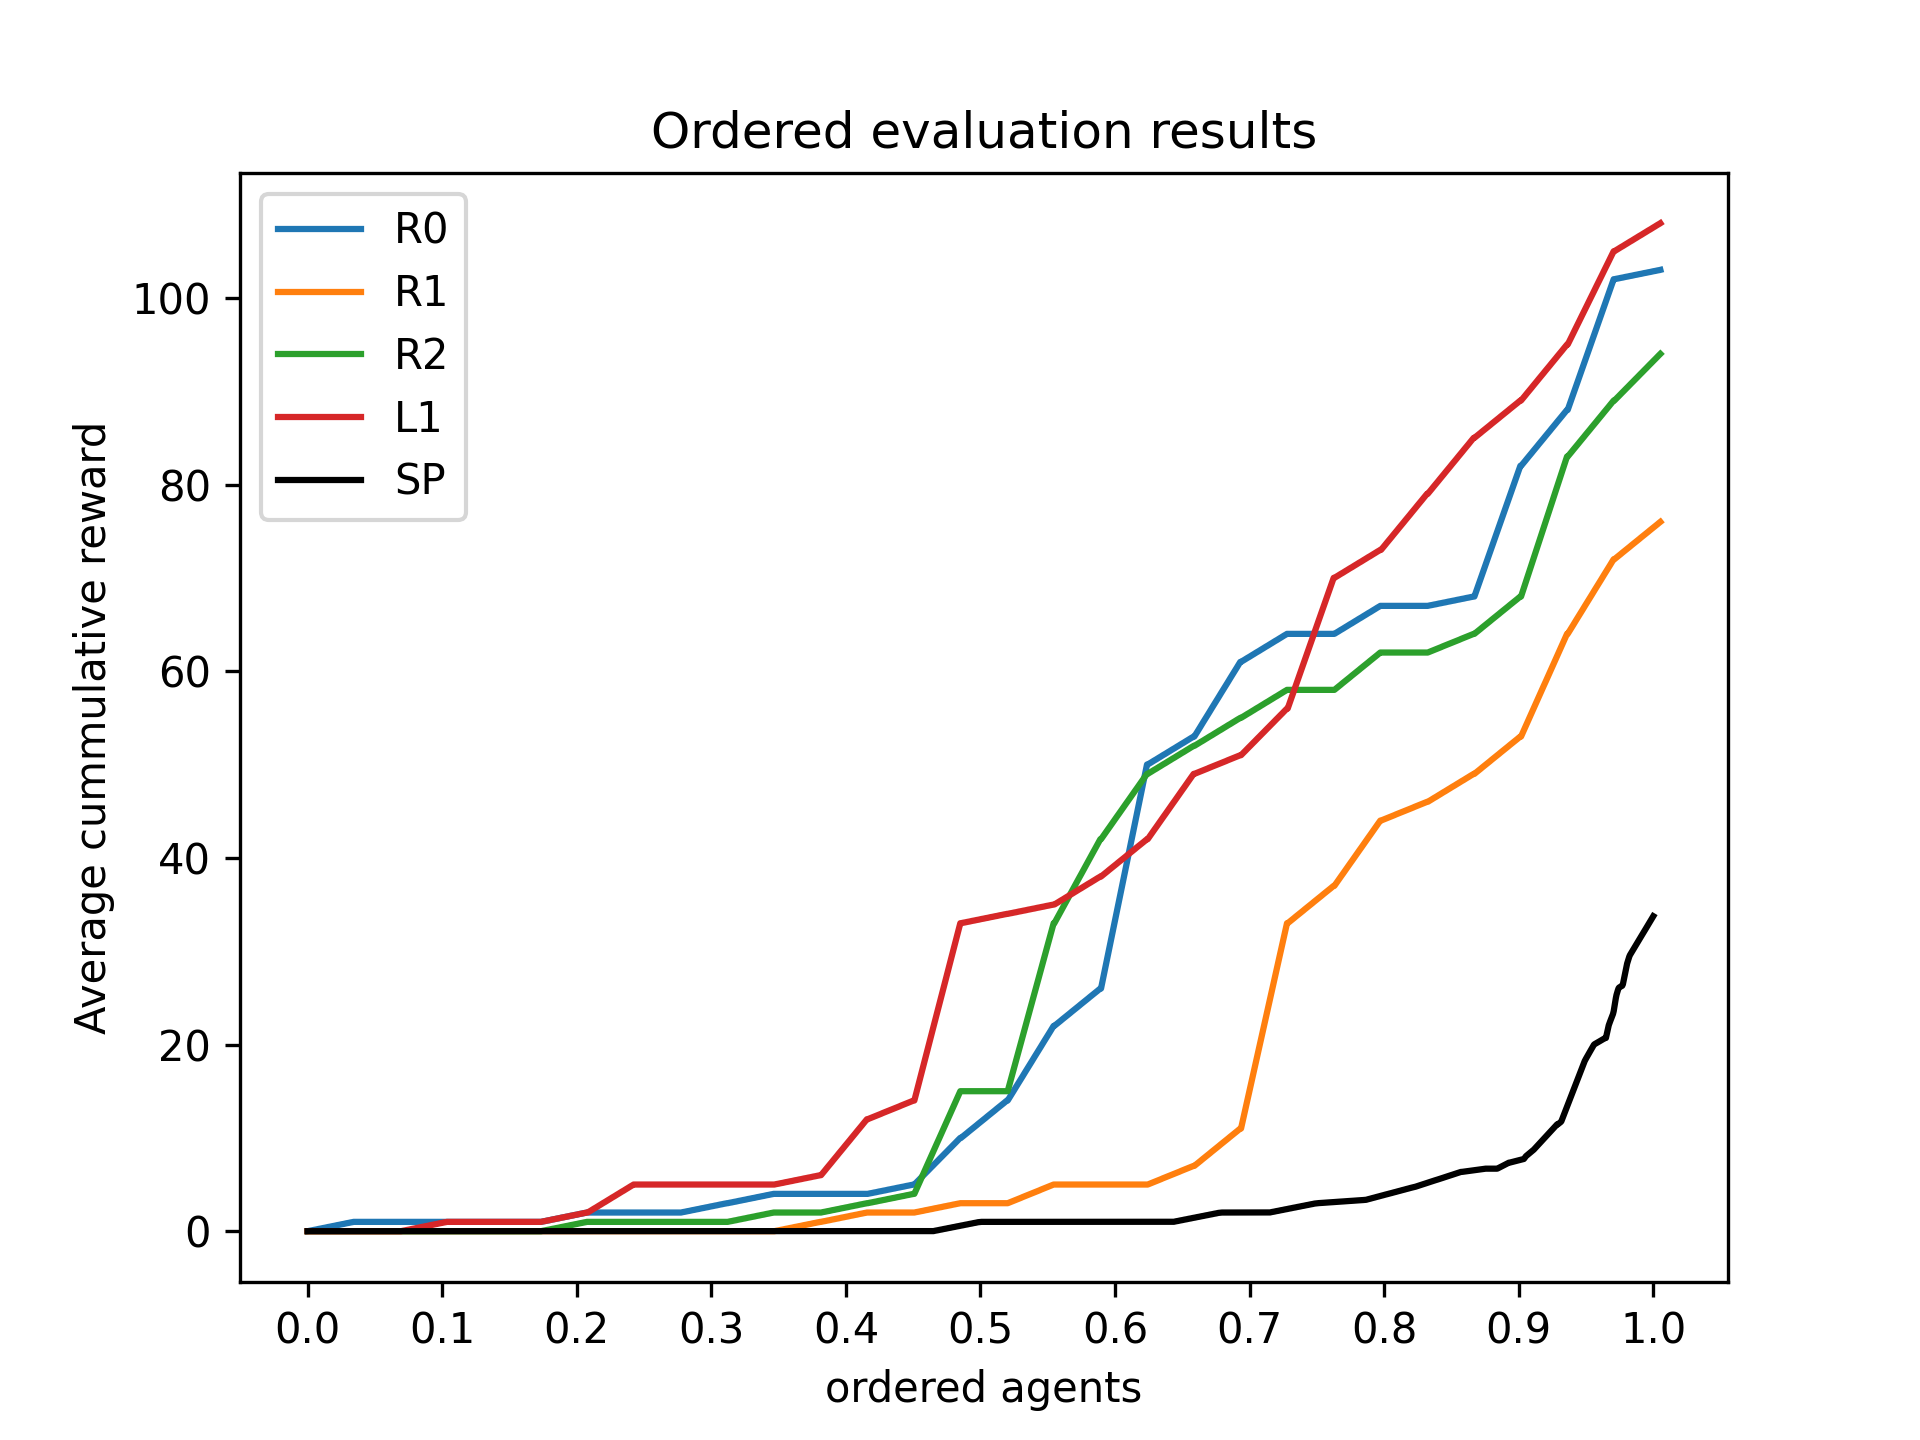 Ordered evaluation results
R0
R1
R2
L1
SP
Average cummulative reward
100
80
60
40
20
0
0.0 0.1 0.2 0.3 0.4 0.5 0.6 0.7 0.8 0.9 1.0
ordered agents